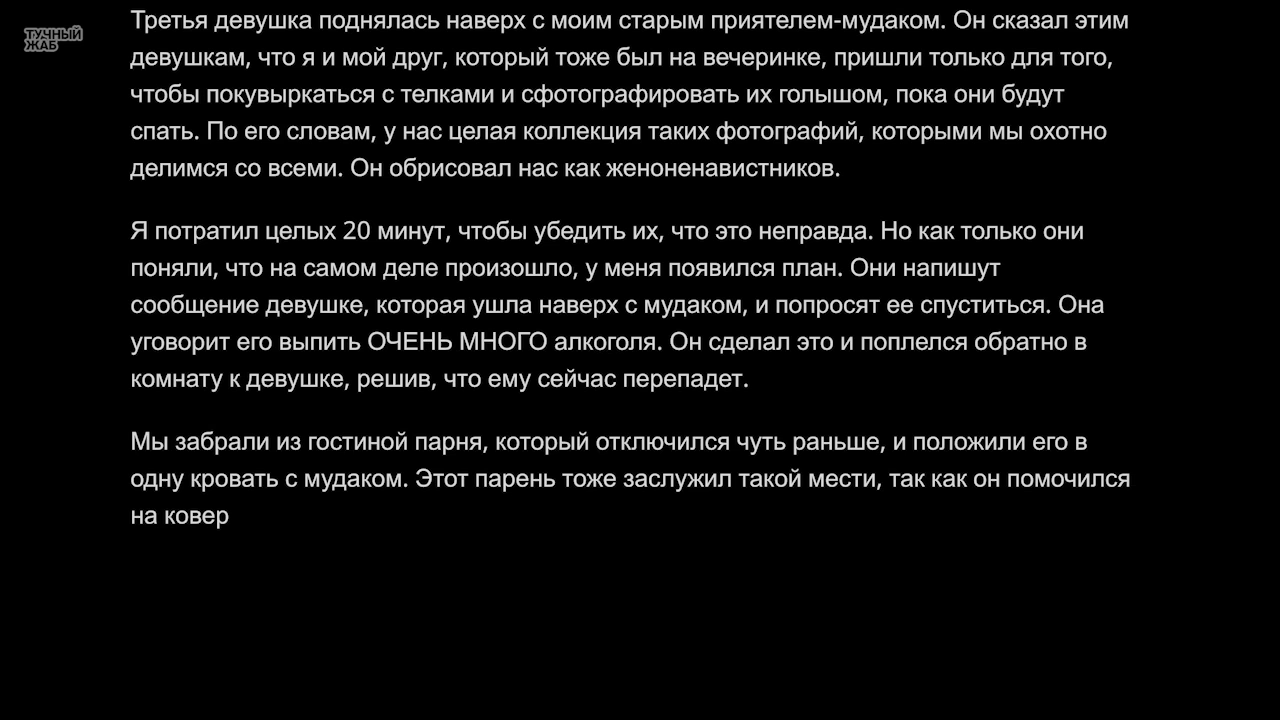 ТУЧНЫЙ
ЖАБ
Третья девушка поднялась наверх с моим старым приятелем-мудаком. Он сказал этим
девушкам, что я и мой друг, который тоже был на вечеринке, пришли только для того,
чтобы покувыркаться с телками и сфотографировать их голышом, пока они будут
спать. По его словам, у нас целая коллекция таких фотографий, которыми мы охотно
делимся со всеми. Он обрисовал нас как женоненавистников.
Я потратил целых 20 минут, чтобы убедить их, что это неправда. Но как только они
поняли, что на самом деле произошло, у меня появился план. Они напишут
сообщение девушке, которая ушла наверх с мудаком, и попросят ее спуститься. Она
уговорит его выпить ОЧЕНЬ МНОГО алкоголя. Он сделал это и поплелся обратно в
комнату к девушке, решив, что ему сейчас перепадет.
Мы забрали из гостиной парня, который отключился чуть раньше, и положили его в
одну кровать с мудаком. Этот парень тоже заслужил такой мести, так как он помочился
на ковер